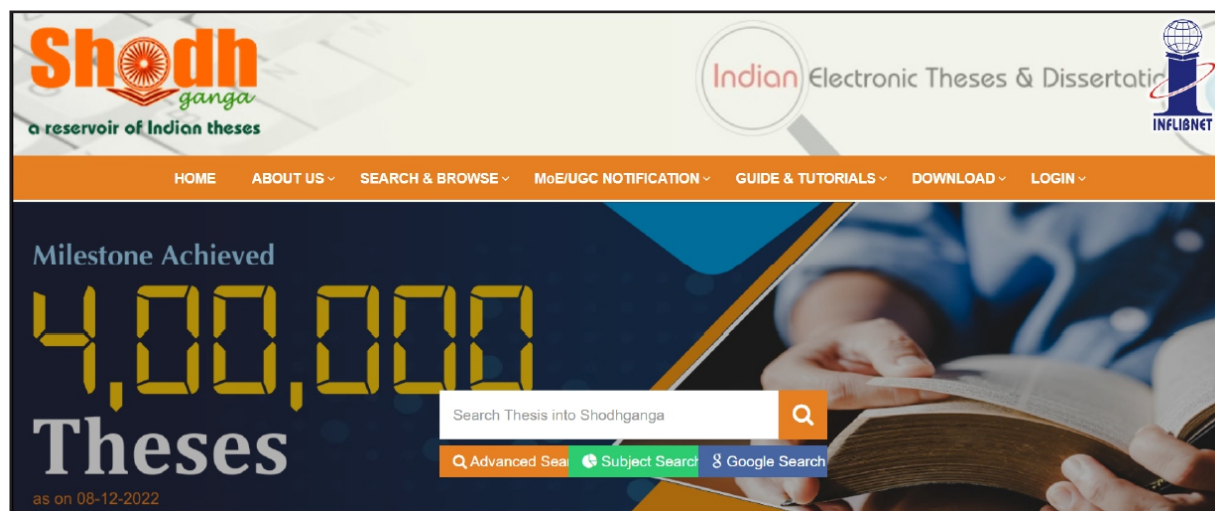 Shodh
ganga
a reservoir of Indian theses
Indian Electronic Theses & Dissertatio
INFLIBNET
HOME ABOUT US SEARCH & BROWSE MoE/UGC NOTIFICATION GUIDE & TUTORIALS DOWNLOAD LOGIN
Milestone Achieved
4,00,000
Theses
as on 08-12-2022
Search Thesis into Shodhganga
Advanced Sear Subject Search Google Search